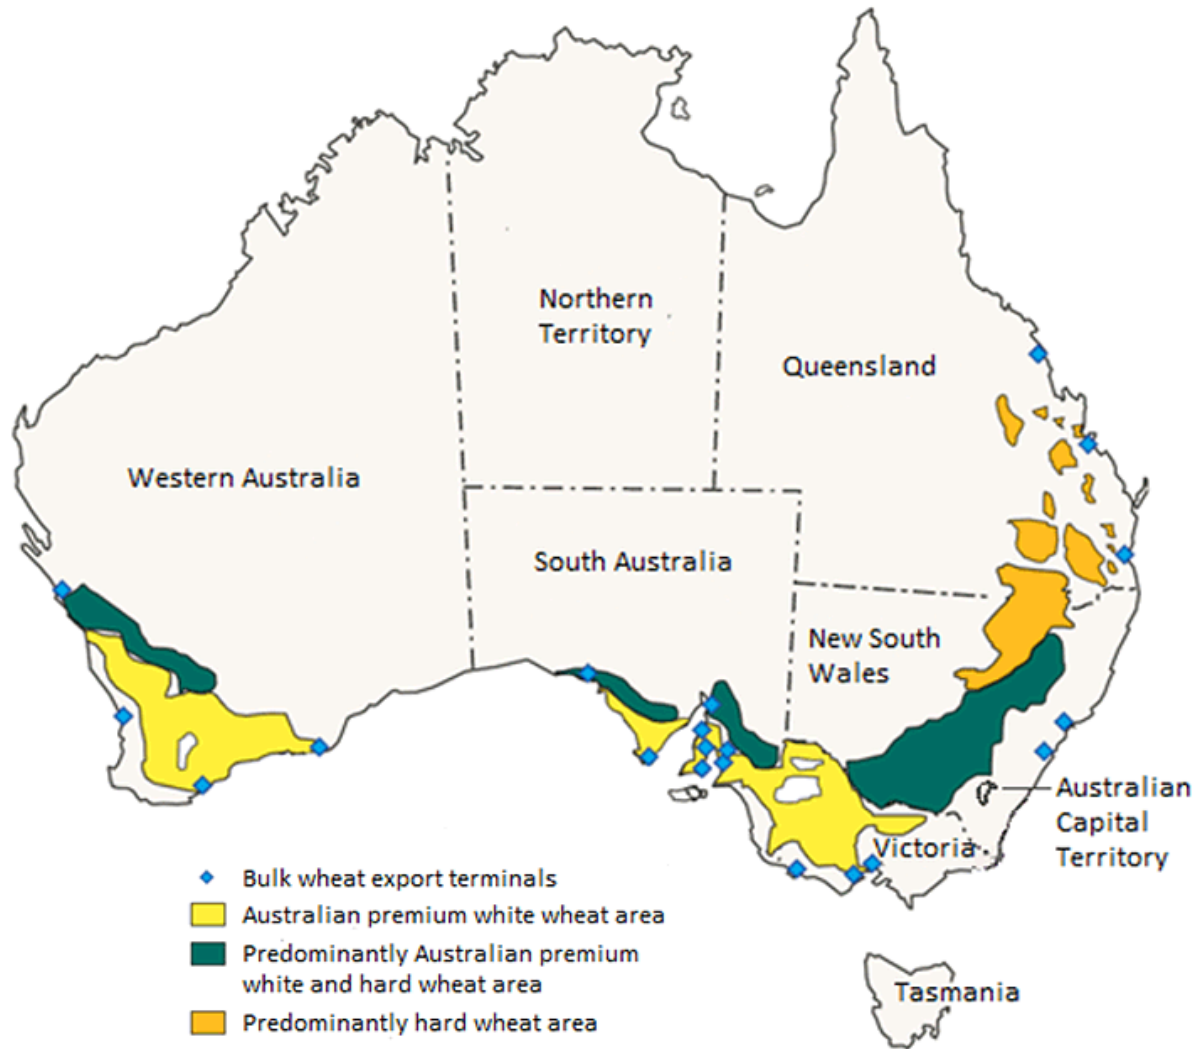 Northern
Territory
Queensland
Western Australia
South Australia
New South
Wales
Australian
Capital
Territory
Victoria
Bulk wheat export terminals
Australian premium white wheat area
Predominantly Australian premium
white and hard wheat area
Predominantly hard wheat area
Tasmania